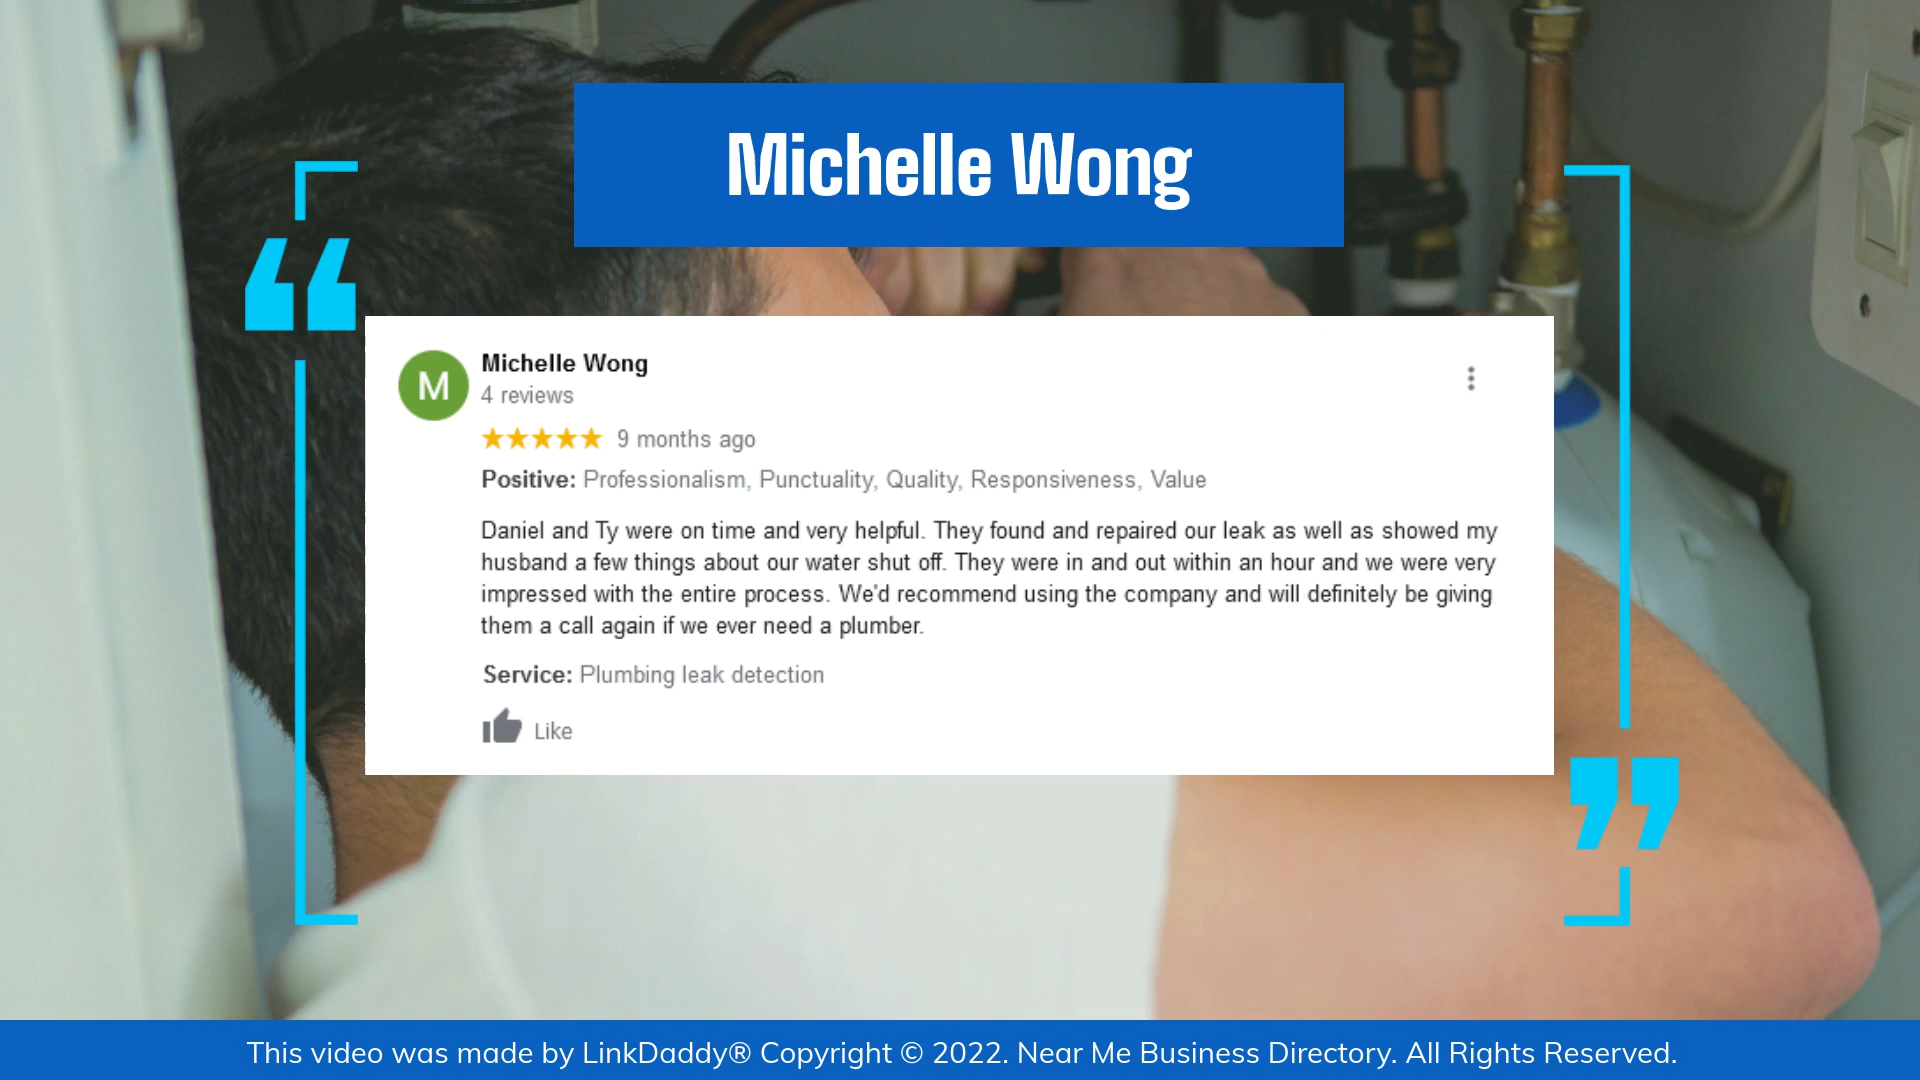 Michelle Wong
“
M
Michelle Wong
4 reviews
9 months ago
Positive: Professionalism, Punctuality, Quality, Responsiveness, Value
Daniel and Ty were on time and very helpful. They found and repaired our leak as well as showed my
husband a few things about our water shut off. They were in and out within an hour and we were very
impressed with the entire process. We'd recommend using the company and will definitely be giving
them a call again if we ever need a plumber.
Service: Plumbing leak detection
Like
”
This video was made by LinkDaddy® Copyright © 2022. Near Me Business Directory. All Rights Reserved.